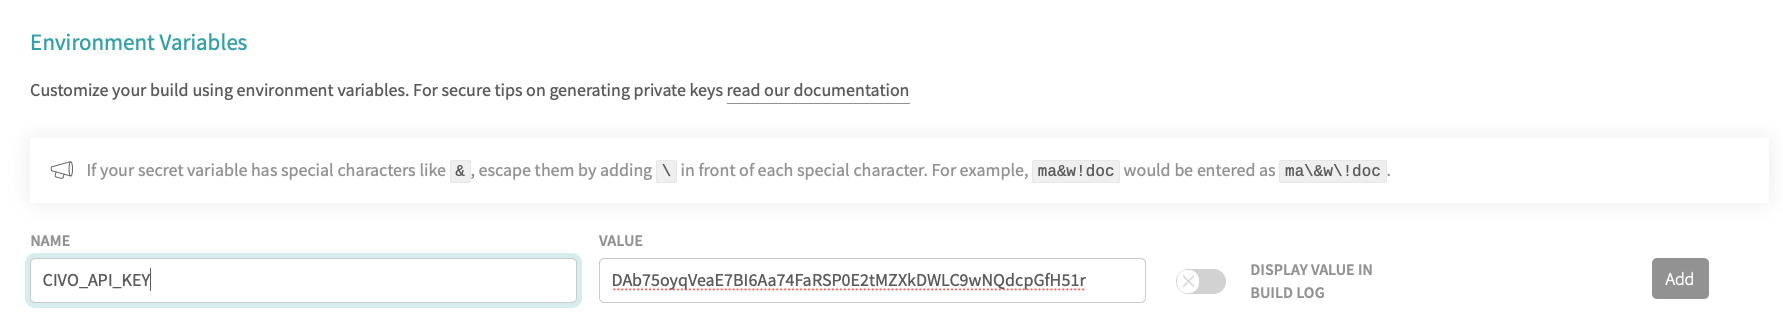 Environment Variables
Customize your build using environment variables. For secure tips on generating private keys read our documentation
If your secret variable has special characters like &, escape them by adding \ in front of each special character. For example, ma&w!doc would be entered as ma\&w\!doc.
NAME
VALUE
CIVO_API_KEY
DAb75oyqVeaE7BI6Aa74FaRSP0E2tMZXkDWLC9wNQdcpGfH51r
DISPLAY VALUE IN
BUILD LOG
Add